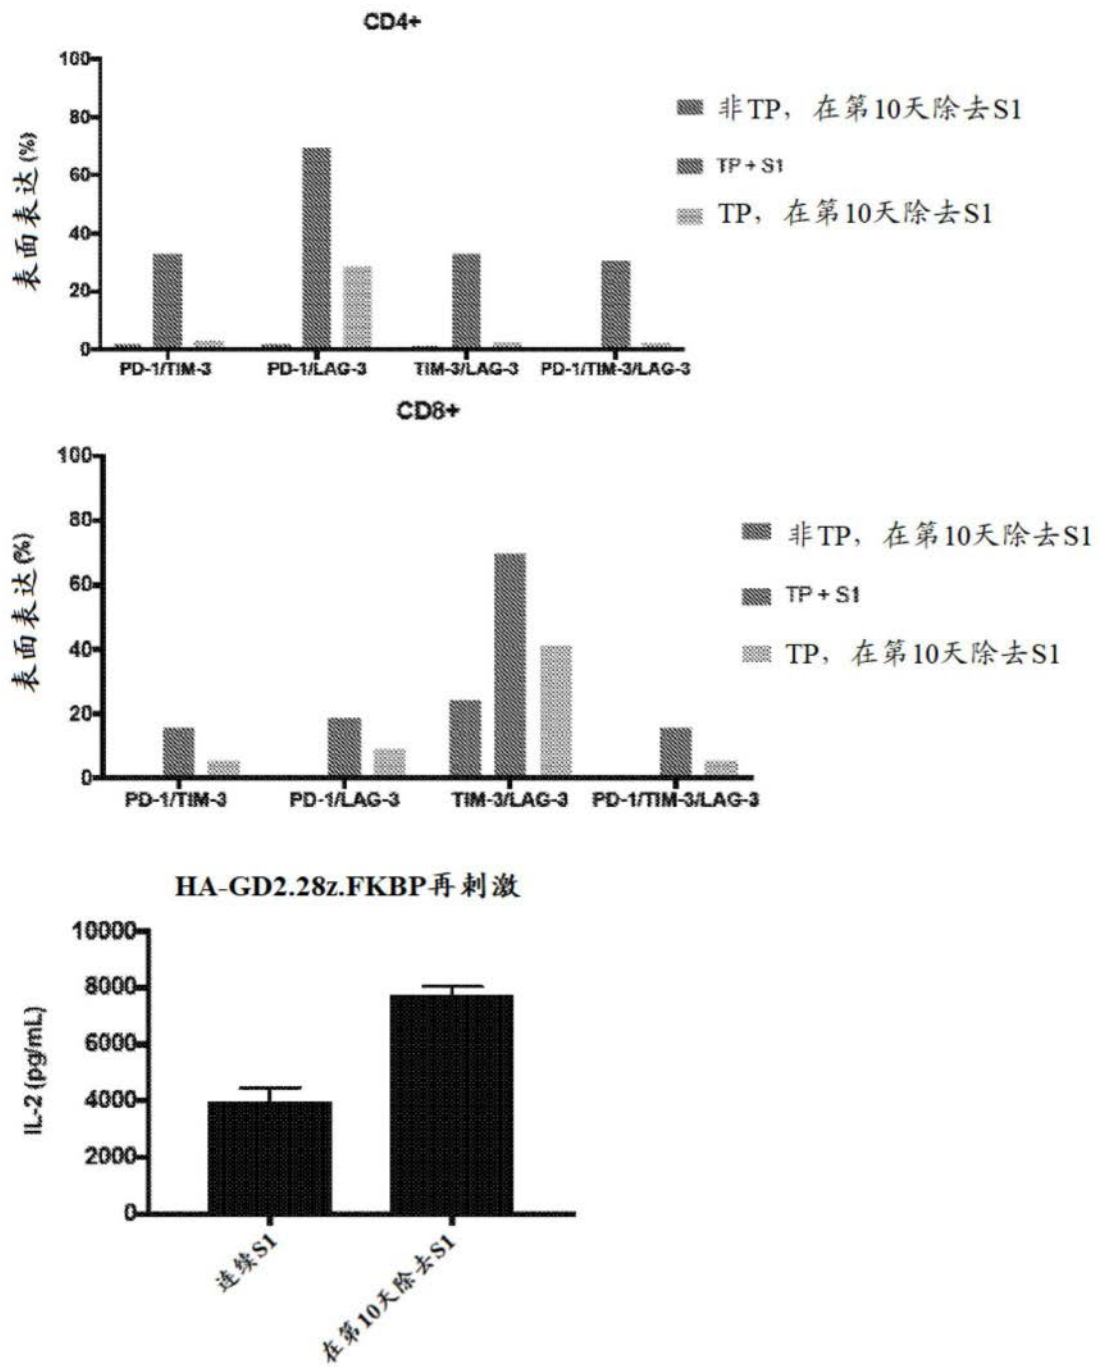 CD4+
100
80
60
40
20
0
表面表达(%)
PD-1/TIM-3 PD-1/LAG-3 TIM-3/LAG-3 PD-1/TIM-3/LAG-3
非TP，在第10天除去S1
TP + S1
TP，在第10天除去S1
CD8+
100
80
60
40
20
0
表面表达(%)
PD-1/TIM-3 PD-1/LAG-3 TIM-3/LAG-3 PD-1/TIM-3/LAG-3
非TP，在第10天除去S1
TP + S1
TP，在第10天除去S1
HA-GD2.28z.FKBP再刺激
10000
8000
6000
4000
2000
0
IL-2 (pg/mL)
连续S1
在第10天除去S1